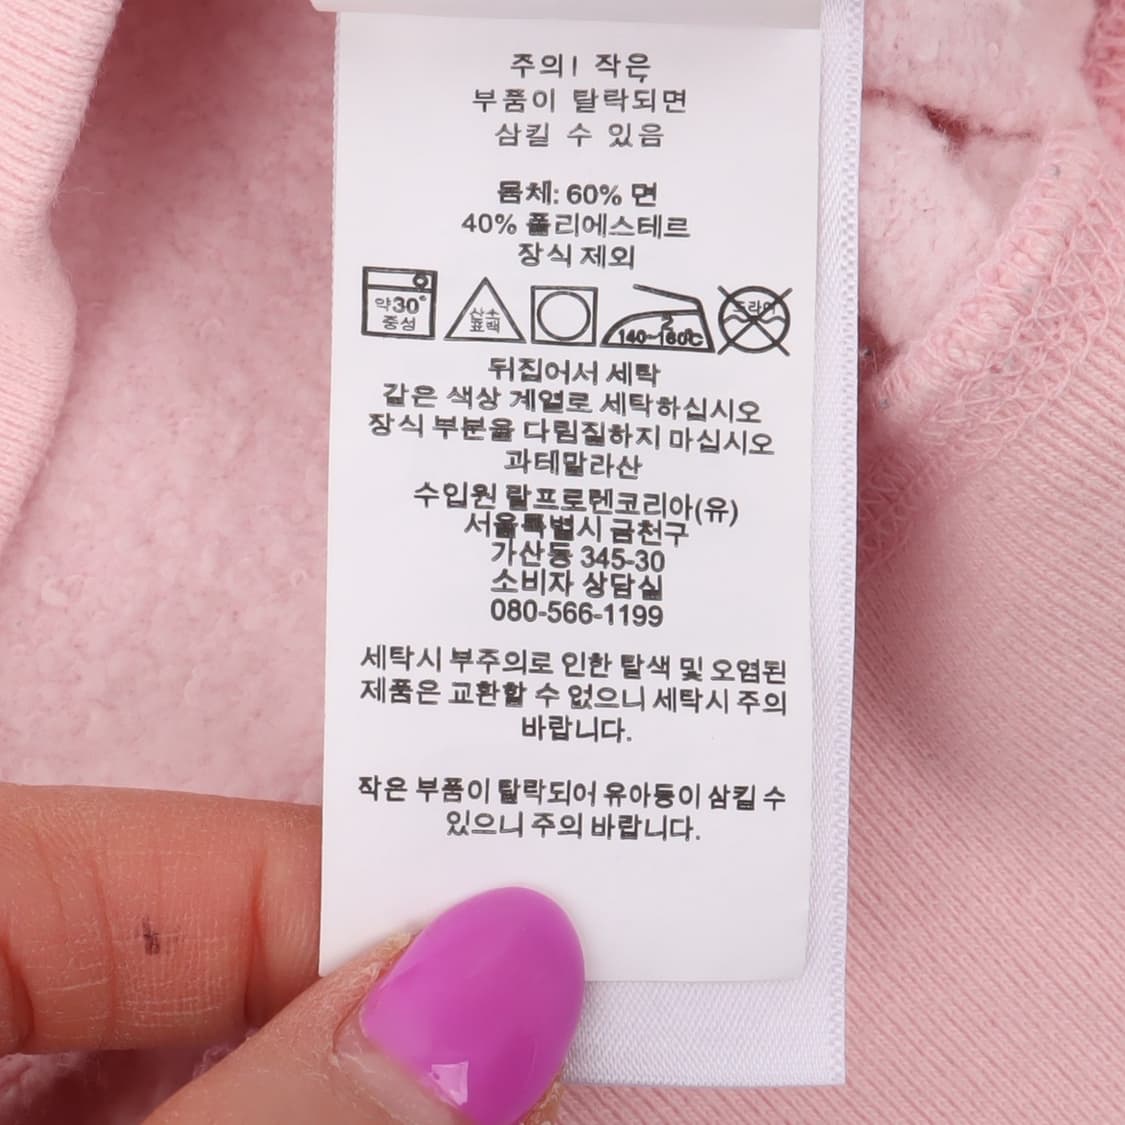 주의! 작은
부품이 탈락되면
삼킬 수 있음
몸체: 60% 면
40% 폴리에스테르
장식 제외
약30°
중성
산소
표백
140~160℃
드라이
뒤집어서 세탁
같은 색상 계열로 세탁하십시오
장식 부분을 다림질하지 마십시오
과테말라산
수입원 랄프로렌코리아(유)
서울특별시 금천구
가산동 345-30
소비자 상담실
080-566-1199
세탁시 부주의로 인한 탈색 및 오염된
제품은 교환할 수 없으니 세탁시 주의
바랍니다.
작은 부품이 탈락되어 유아등이 삼킬 수
있으니 주의 바랍니다.